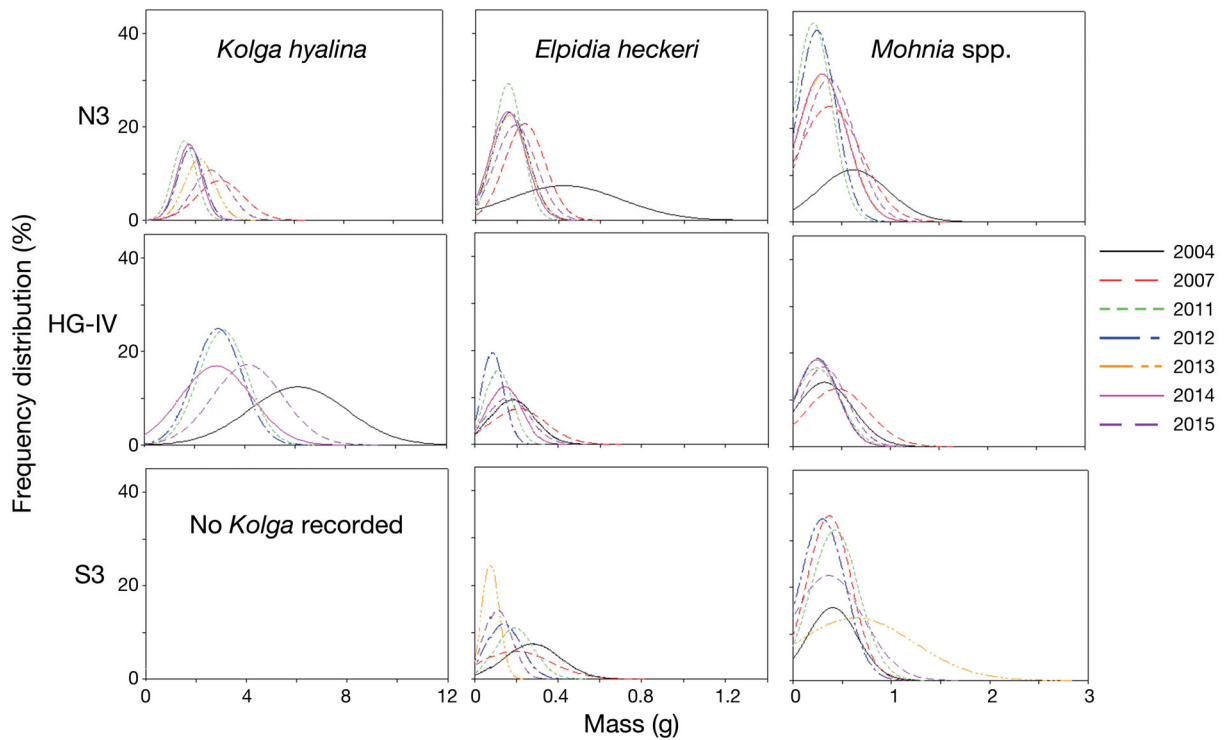 Frequency distribution (%)
Kolga hyalina
Elpidia heckeri
Mohnia spp.
N3
40
20
0
HG-IV
40
20
0
S3
40
20
0
No Kolga recorded
0 4 8 12
0 0.4 0.8 1.2
0 1 2 3
Mass (g)
2004
2007
2011
2012
2013
2014
2015